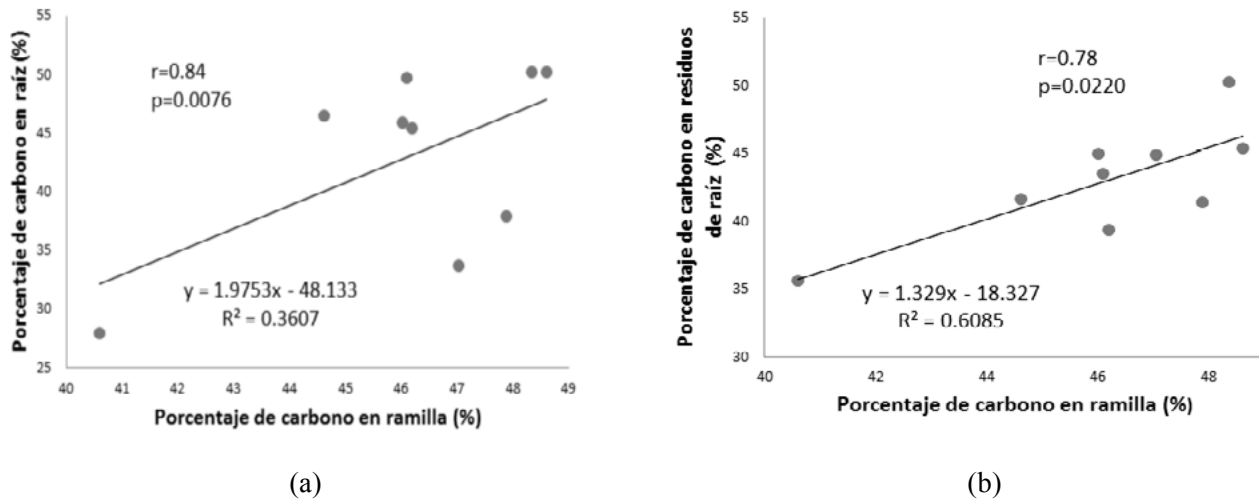 Porcentaje de carbono en raíz (%)
55
50
45
40
35
30
25
r=0.84
p=0.0076
y = 1.9753x - 48.133
R² = 0.3607
40 41 42 42 43 44 45 46 47 48 49
Porcentaje de carbono en ramilla (%)
(a)
Porcentaje de carbono en residuos
de raíz (%)
55
50
45
40
35
30
r=0.78
p=0.0220
y = 1.329x - 18.327
R² = 0.6085
40 42 44 46 48
Porcentaje de carbono en ramilla (%)
(b)